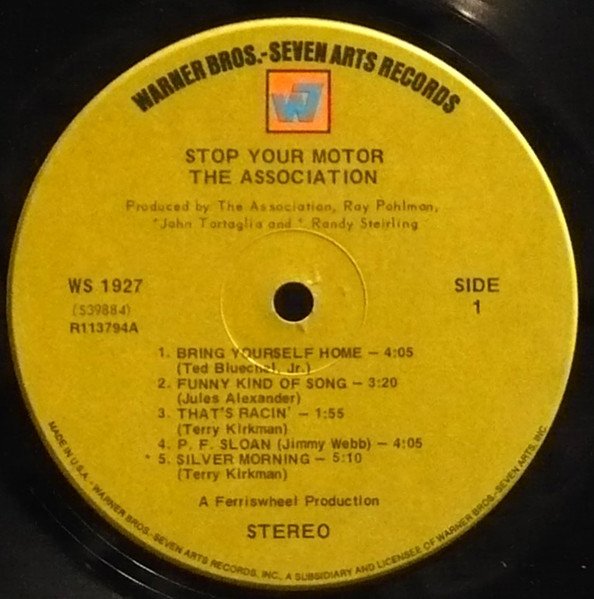 WARNER BROS.-SEVEN ARTS RECORDS
W7
STOP YOUR MOTOR
THE ASSOCIATION
Produced by The Association, Ray Pohlman,
*John Tartaglia and * Randy Steirling
WS 1927
(S39884)
R113794A
SIDE
1
1. BRING YOURSELF HOME – 4:05
(Ted Bluechel, Jr.)
2. FUNNY KIND OF SONG – 3:20
(Jules Alexander)
3. THAT'S RACIN' – 1:55
(Terry Kirkman)
4. P. F. SLOAN (Jimmy Webb) – 4:05
* 5. SILVER MORNING – 5:10
(Terry Kirkman)
A Ferriswheel Production
STEREO
MADE IN U.S.A. - WARNER BROS.-SEVEN ARTS RECORDS, INC., A SUBSIDIARY AND LICENSEE OF WARNER BROS.-SEVEN ARTS, INC.